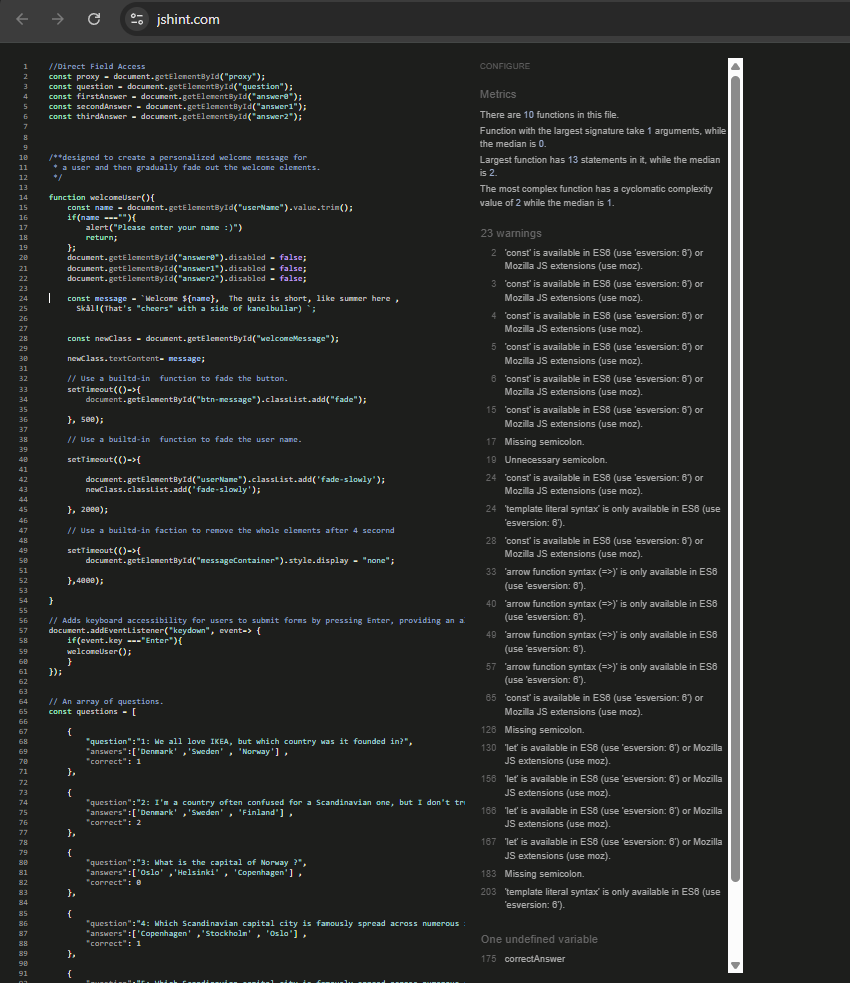 jshint.com
1 //Direct Field Access
2 const proxy = document.getElementById("proxy");
3 const question = document.getElementById("question");
4 const firstAnswer = document.getElementById("answer0");
5 const secondAnswer = document.getElementById("answer1");
6 const thirdAnswer = document.getElementById("answer2");
7
8
9
10 /**designed to create a personalized welcome message for
11 * a user and then gradually fade out the welcome elements.
12 */
13
14 function welcomeUser(){
15 const name = document.getElementById("userName").value.trim();
16 if(name ===""){
17 alert("Please enter your name :)")
18 return;
19 };
20 document.getElementById("answer0").disabled = false;
21 document.getElementById("answer1").disabled = false;
22 document.getElementById("answer2").disabled = false;
23
24 const message = `Welcome ${name}, The quiz is short, like summer here ,
25 Skål!(That's "cheers" with a side of kanelbullar) `;
26
27
28 const newClass = document.getElementById("welcomeMessage");
29
30 newClass.textContent= message;
31
32 // Use a builtd-in function to fade the button.
33 setTimeout(()=>{
34 document.getElementById("btn-message").classList.add("fade");
35
36 }, 500);
37
38 // Use a builtd-in function to fade the user name.
39
40 setTimeout(()=>{
41
42 document.getElementById("userName").classList.add('fade-slowly');
43 newClass.classList.add('fade-slowly');
44
45 }, 2000);
46
47 // Use a builtd-in faction to remove the whole elements after 4 secornd
48
49 setTimeout(()=>{
50 document.getElementById("messageContainer").style.display = "none";
51
52 },4000);
53
54 }
55
56 // Adds keyboard accessibility for users to submit forms by pressing Enter, providing an a
57 document.addEventListener("keydown", event=> {
58 if(event.key ==="Enter"){
59 welcomeUser();
60 }
61 });
62
63
64 // An array of questions.
65 const questions = [
66
67 {
68 "question":"1: We all love IKEA, but which country was it founded in?",
69 "answers":['Denmark' ,'Sweden' , 'Norway'] ,
70 "correct": 1
71 },
72
73 {
74 "question":"2: I'm a country often confused for a Scandinavian one, but I don't tr
75 "answers":['Denmark' ,'Sweden' , 'Finland'] ,
76 "correct": 2
77 },
78
79 {
80 "question":"3: What is the capital of Norway ?",
81 "answers":['Oslo' ,'Helsinki' , 'Copenhagen'] ,
82 "correct": 0
83 },
84
85 {
86 "question":"4: Which Scandinavian capital city is famously spread across numerous
87 "answers":['Copenhagen' ,'Stockholm' , 'Oslo'] ,
88 "correct": 1
89 },
90
91 {
CONFIGURE
Metrics
There are 10 functions in this file.
Function with the largest signature take 1 arguments, while
the median is 0.
Largest function has 13 statements in it, while the median
is 2.
The most complex function has a cyclomatic complexity
value of 2 while the median is 1.
23 warnings
2 'const' is available in ES6 (use 'esversion: 6') or
Mozilla JS extensions (use moz).
3 'const' is available in ES6 (use 'esversion: 6') or
Mozilla JS extensions (use moz).
4 'const' is available in ES6 (use 'esversion: 6') or
Mozilla JS extensions (use moz).
5 'const' is available in ES6 (use 'esversion: 6') or
Mozilla JS extensions (use moz).
6 'const' is available in ES6 (use 'esversion: 6') or
Mozilla JS extensions (use moz).
15 'const' is available in ES6 (use 'esversion: 6') or
Mozilla JS extensions (use moz).
17 Missing semicolon.
19 Unnecessary semicolon.
24 'const' is available in ES6 (use 'esversion: 6') or
Mozilla JS extensions (use moz).
24 'template literal syntax' is only available in ES6 (use
'esversion: 6').
28 'const' is available in ES6 (use 'esversion: 6') or
Mozilla JS extensions (use moz).
33 'arrow function syntax (=>)' is only available in ES6
(use 'esversion: 6').
40 'arrow function syntax (=>)' is only available in ES6
(use 'esversion: 6').
49 'arrow function syntax (=>)' is only available in ES6
(use 'esversion: 6').
57 'arrow function syntax (=>)' is only available in ES6
(use 'esversion: 6').
65 'const' is available in ES6 (use 'esversion: 6') or
Mozilla JS extensions (use moz).
126 Missing semicolon.
130 'let' is available in ES6 (use 'esversion: 6') or Mozilla
JS extensions (use moz).
156 'let' is available in ES6 (use 'esversion: 6') or Mozilla
JS extensions (use moz).
166 'let' is available in ES6 (use 'esversion: 6') or Mozilla
JS extensions (use moz).
167 'let' is available in ES6 (use 'esversion: 6') or Mozilla
JS extensions (use moz).
183 Missing semicolon.
203 'template literal syntax' is only available in ES6 (use
'esversion: 6').
One undefined variable
175 correctAnswer